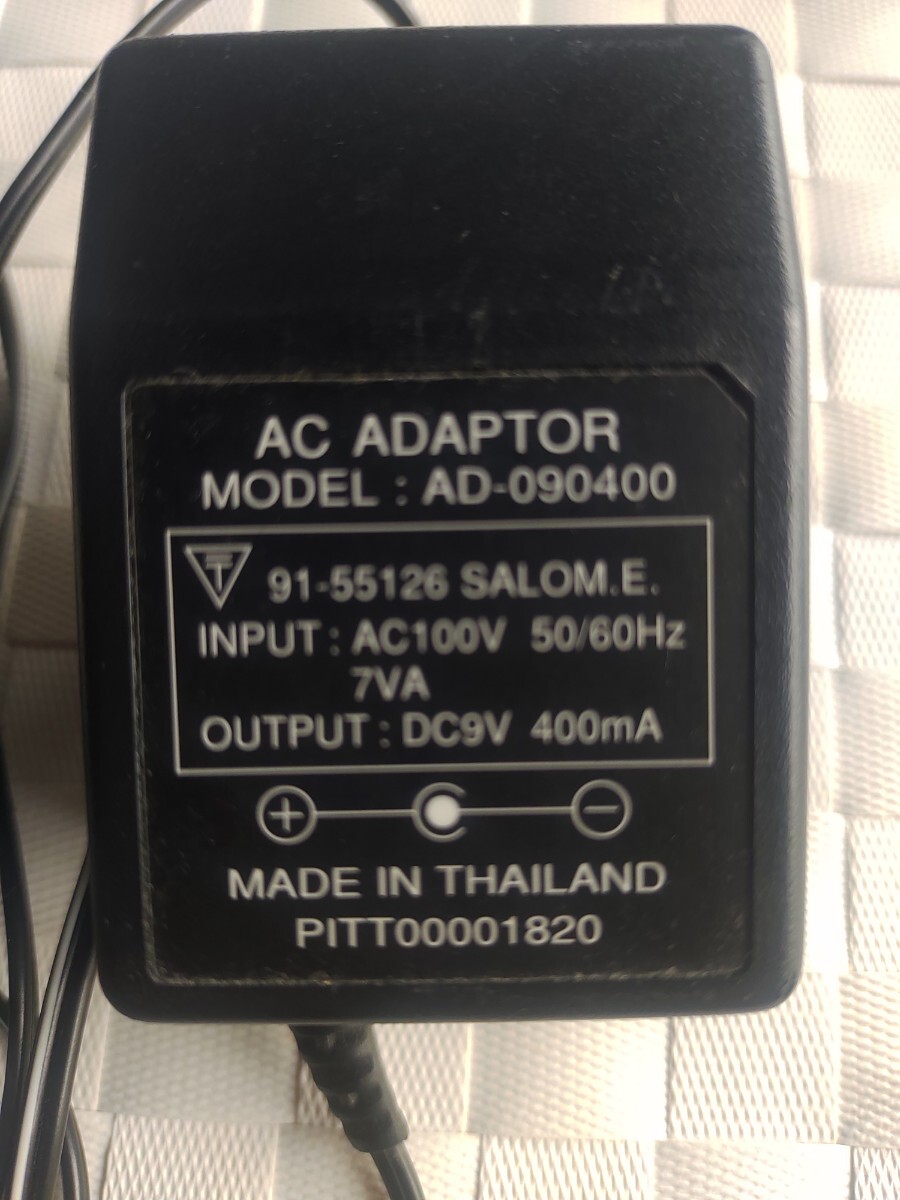 AC ADAPTOR
MODEL : AD-090400
T 91-55126 SALOM.E.
INPUT : AC100V 50/60Hz
7VA
OUTPUT : DC9V 400mA
+ −
MADE IN THAILAND
PITT00001820